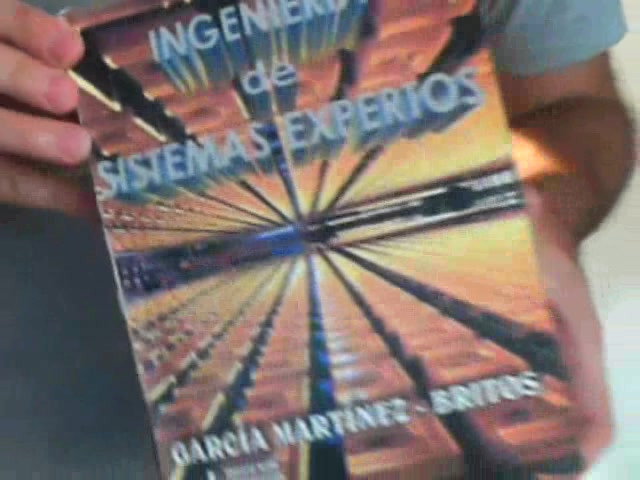 INGENIERÍA
de
SISTEMAS EXPERTOS
GARCÍA MARTÍNEZ - BRITOS